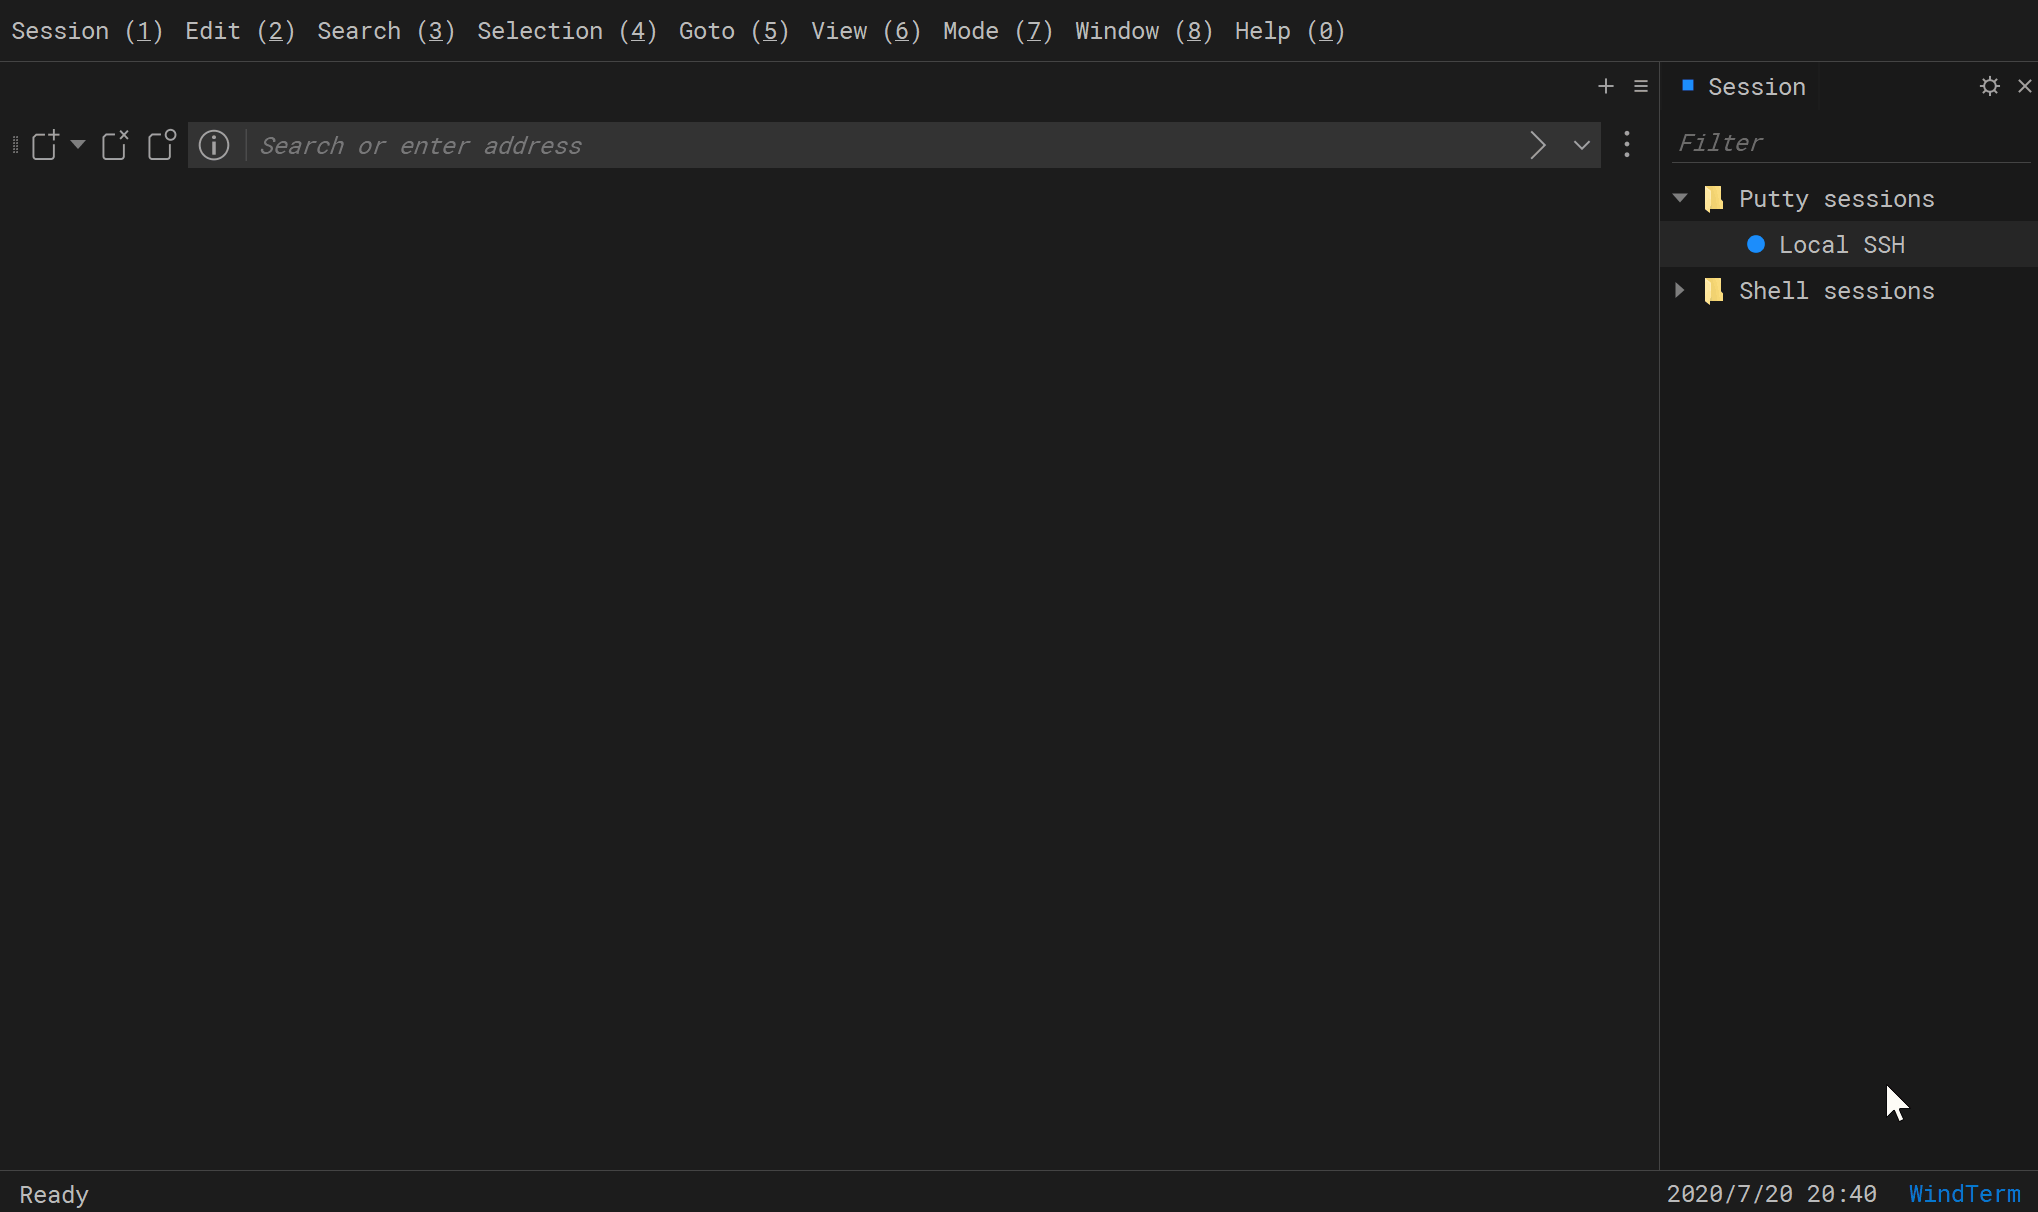 Session (1) Edit (2) Search (3) Selection (4) Goto (5) View (6) Mode (7) Window (8) Help (0)
Session
Search or enter address
Filter
Putty sessions
Local SSH
Shell sessions
Ready
2020/7/20 20:40 WindTerm